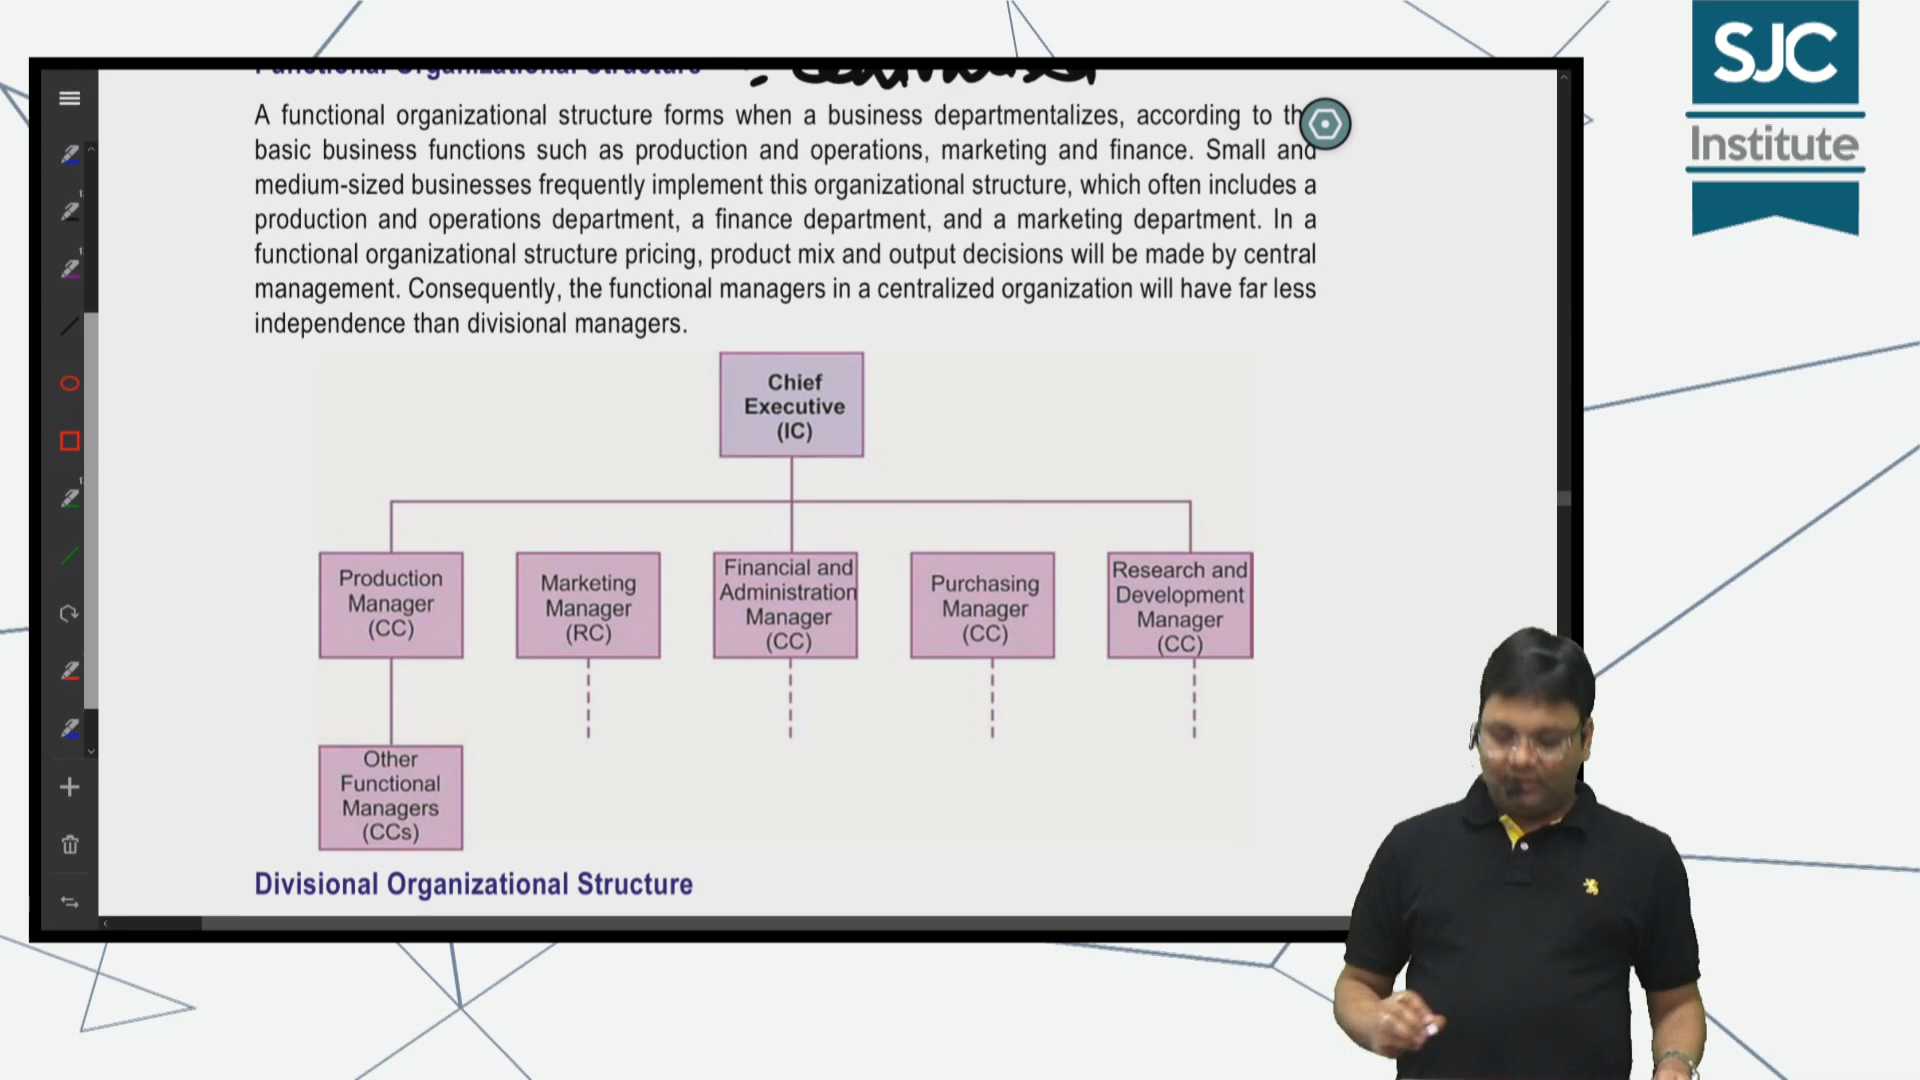 SJC
Institute
Functional Organizational Structure
A functional organizational structure forms when a business departmentalizes, according to
basic business functions such as production and operations, marketing and finance. Small and
medium-sized businesses frequently implement this organizational structure, which often includes a
production and operations department, a finance department, and a marketing department. In a
functional organizational structure pricing, product mix and output decisions will be made by central
management. Consequently, the functional managers in a centralized organization will have far less
independence than divisional managers.
Chief
Executive
(IC)
Production
Manager
(CC)
Marketing
Manager
(RC)
Financial and
Administration
Manager
(CC)
Purchasing
Manager
(CC)
Research and
Development
Manager
(CC)
Other
Functional
Managers
(CCs)
Divisional Organizational Structure